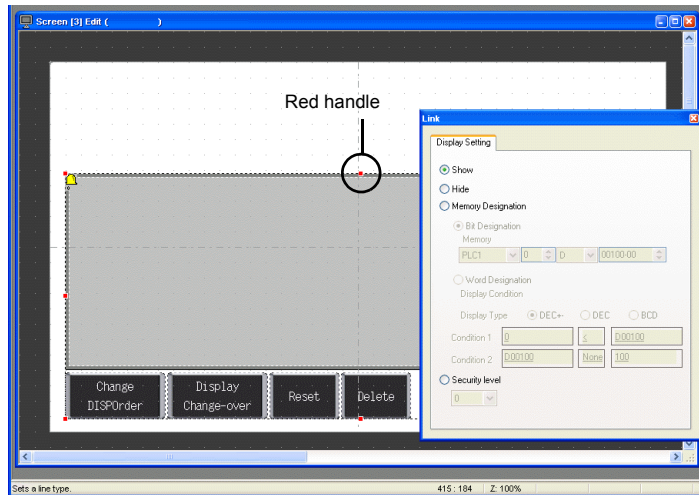 Screen [3] Edit ( )
Red handle
Link
Display Setting
Show
Hide
Memory Designation
Bit Designation
Memory
PLC1 0 D 00100-00
Word Designation
Display Condition
Display Type DEC+- DEC BCD
Condition 1 0 ≤ D00100
Condition 2 D00100 None 100
Security level
0
Change
DISPOrder
Display
Change-over
Reset
Delete
Sets a line type. 415 : 184 Z: 100%